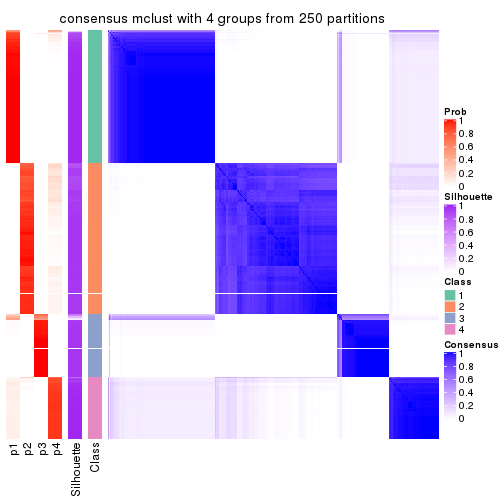 consensus mclust with 4 groups from 250 partitions
Prob
1
0.8
0.6
0.4
0.2
0
Silhouette
1
0.8
0.6
0.4
0.2
0
Class
1
2
3
4
Consensus
1
0.8
0.6
0.4
0.2
0
p1
p2
p3
p4
Silhouette
Class